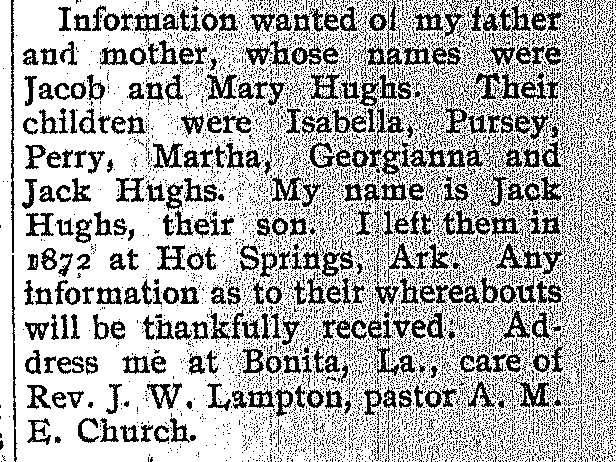 Information wanted of my father
and mother, whose names were
Jacob and Mary Hughs. Their
children were Isabella, Pursey,
Perry, Martha, Georgianna and
Jack Hughs. My name is Jack
Hughs, their son. I left them in
1872 at Hot Springs, Ark. Any
information as to their whereabouts
will be thankfully received. Ad-
dress me at Bonita, La., care of
Rev. J. W. Lampton, pastor A. M.
E. Church.